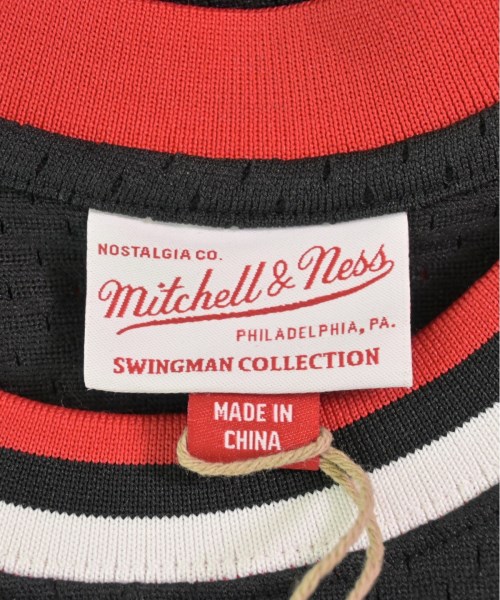 NOSTALGIA CO.
Mitchell & Ness
PHILADELPHIA, PA.
SWINGMAN COLLECTION
MADE IN
CHINA